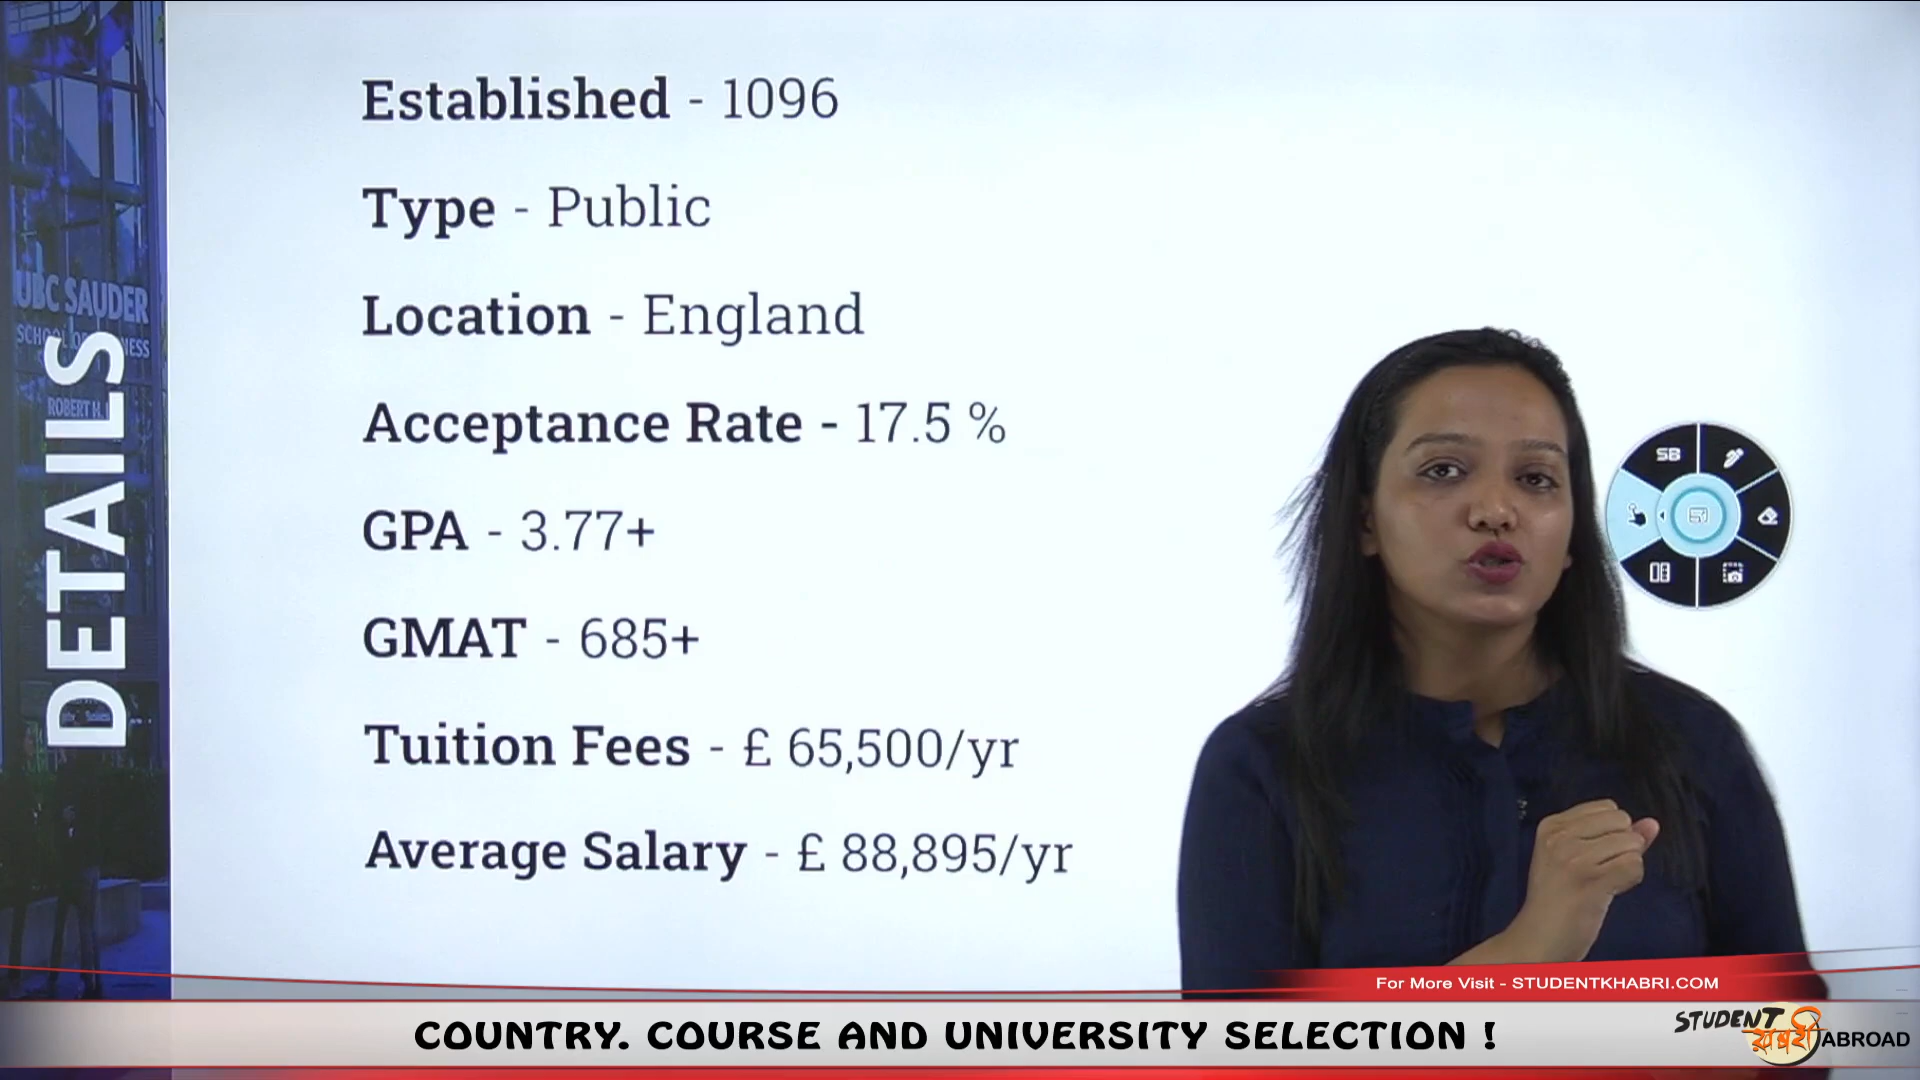 Established - 1096
Type - Public
Location - England
Acceptance Rate - 17.5 %
GPA - 3.77+
GMAT - 685+
Tuition Fees - £ 65,500/yr
Average Salary - £ 88,895/yr
DETAILS
UBC SAUDER
ROBERT H.
SB
For More Visit - STUDENTKHABRI.COM
COUNTRY. COURSE AND UNIVERSITY SELECTION !
STUDENT
ABROAD